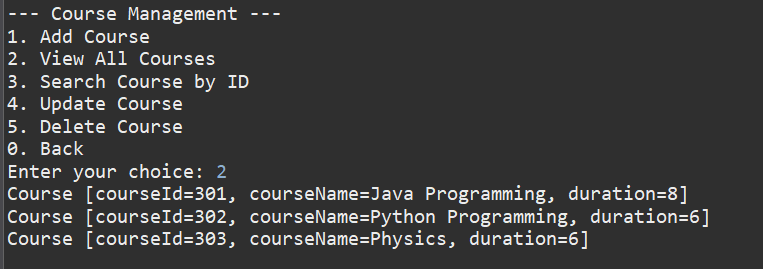 --- Course Management ---
1. Add Course
2. View All Courses
3. Search Course by ID
4. Update Course
5. Delete Course
0. Back
Enter your choice: 2
Course [courseId=301, courseName=Java Programming, duration=8]
Course [courseId=302, courseName=Python Programming, duration=6]
Course [courseId=303, courseName=Physics, duration=6]